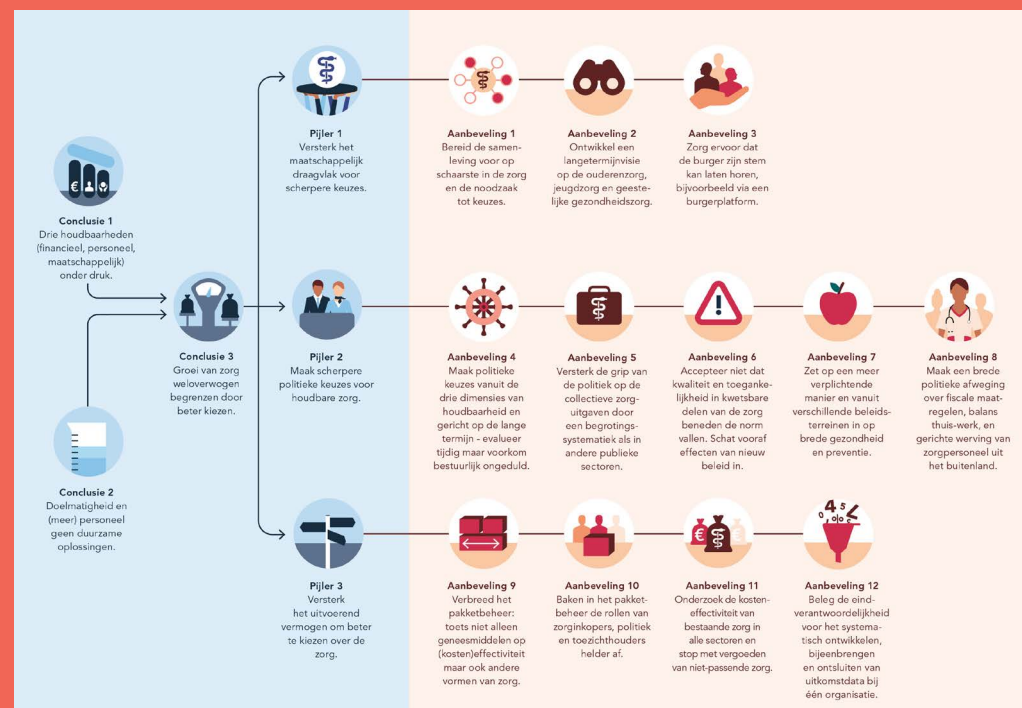 Conclusie 1
Drie houdbaarheden
(financieel, personeel,
maatschappelijk)
onder druk.
Conclusie 2
Doelmatigheid en
(meer) personeel
geen duurzame
oplossingen.
Conclusie 3
Groei van zorg
weloverwogen
begrenzen door
beter kiezen.
Pijler 1
Versterk het
maatschappelijk
draagvlak voor
scherpere keuzes.
Aanbeveling 1
Bereid de samen-
leving voor op
schaarste in de zorg
en de noodzaak
tot keuzes.
Aanbeveling 2
Ontwikkel een
langetermijnvisie
op de ouderenzorg,
jeugdzorg en geeste-
lijke gezondheidszorg.
Aanbeveling 3
Zorg ervoor dat
de burger zijn stem
kan laten horen,
bijvoorbeeld via een
burgerplatform.
Pijler 2
Maak scherpere
politieke keuzes voor
houdbare zorg.
Aanbeveling 4
Maak politieke
keuzes vanuit de
drie dimensies van
houdbaarheid en
gericht op de lange
termijn - evalueer
tijdig maar voorkom
bestuurlijk ongeduld.
Aanbeveling 5
Versterk de grip van
de politiek op de
collectieve zorg-
uitgaven door
een begrotings-
systematiek als in
andere publieke
sectoren.
Aanbeveling 6
Accepteer niet dat
kwaliteit en toeganke-
lijkheid in kwetsbare
delen van de zorg
beneden de norm
vallen. Schat vooraf
effecten van nieuw
beleid in.
Aanbeveling 7
Zet op een meer
verplichtende
manier en vanuit
verschillende beleids-
terreinen in op
brede gezondheid
en preventie.
Aanbeveling 8
Maak een brede
politieke afweging
over fiscale maat-
regelen, balans
thuis-werk, en
gerichte werving van
zorgpersoneel uit
het buitenland.
Pijler 3
Versterk
het uitvoerend
vermogen om beter
te kiezen over de
zorg.
Aanbeveling 9
Verbreed het
pakketbeheer:
toets niet alleen
geneesmiddelen op
(kosten)effectiviteit
maar ook andere
vormen van zorg.
Aanbeveling 10
Baken in het pakket-
beheer de rollen van
zorginkopers, politiek
en toezichthouders
helder af.
Aanbeveling 11
Onderzoek de kosten-
effectiviteit van
bestaande zorg in
alle sectoren en
stop met vergoeden
van niet-passende zorg.
Aanbeveling 12
Beleg de eind-
verantwoordelijkheid
voor het systema-
tisch ontwikkelen,
bijeenbrengen
en ontsluiten van
uitkomstdata bij
één organisatie.